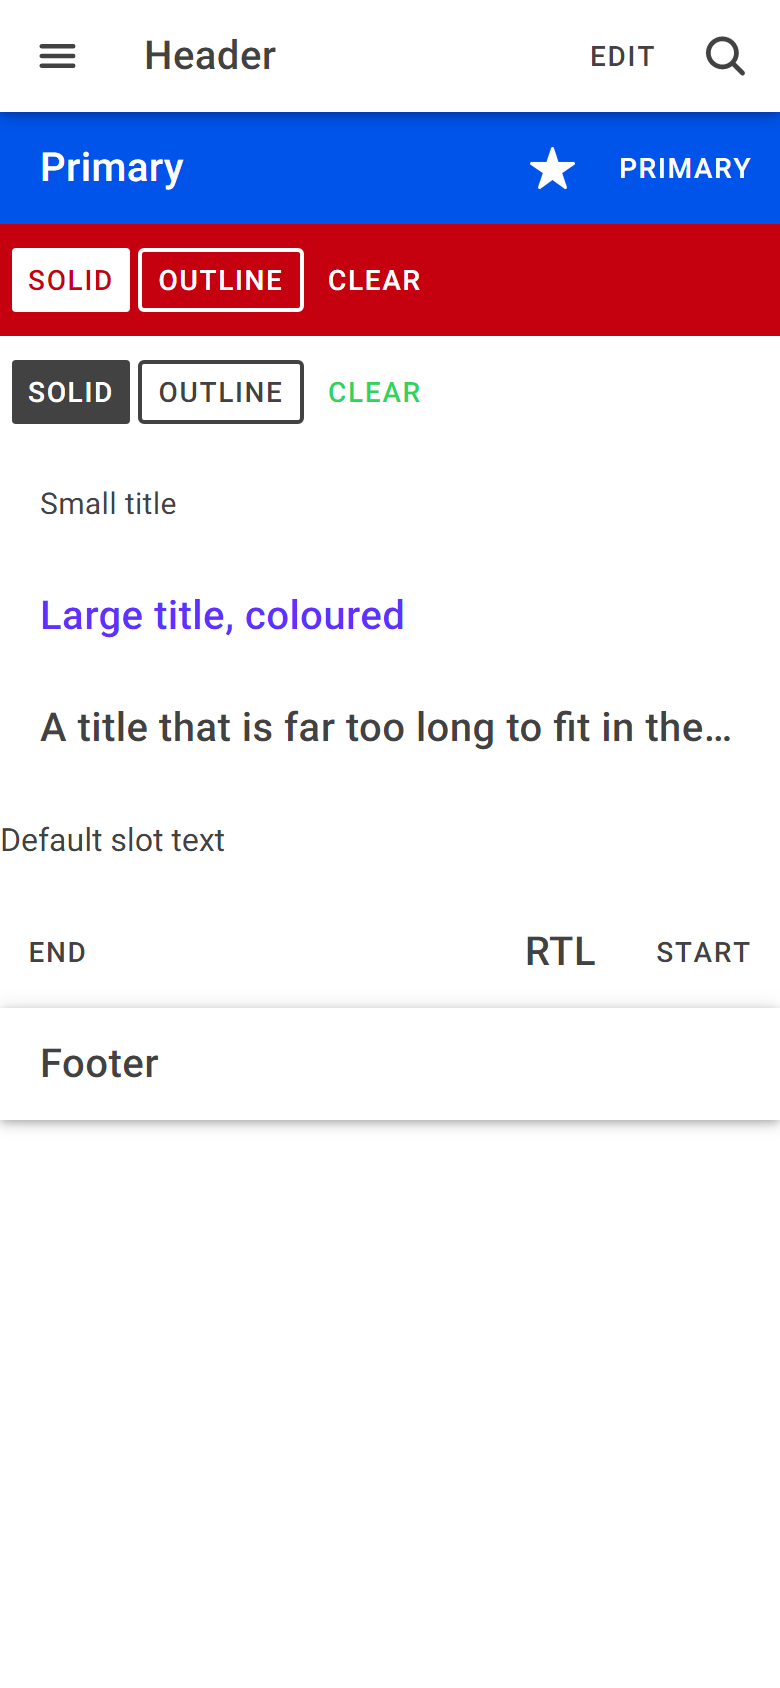 Header EDIT
Primary PRIMARY
SOLID OUTLINE CLEAR
SOLID OUTLINE CLEAR
Small title
Large title, coloured
A title that is far too long to fit in the…
Default slot text
END RTL START
Footer